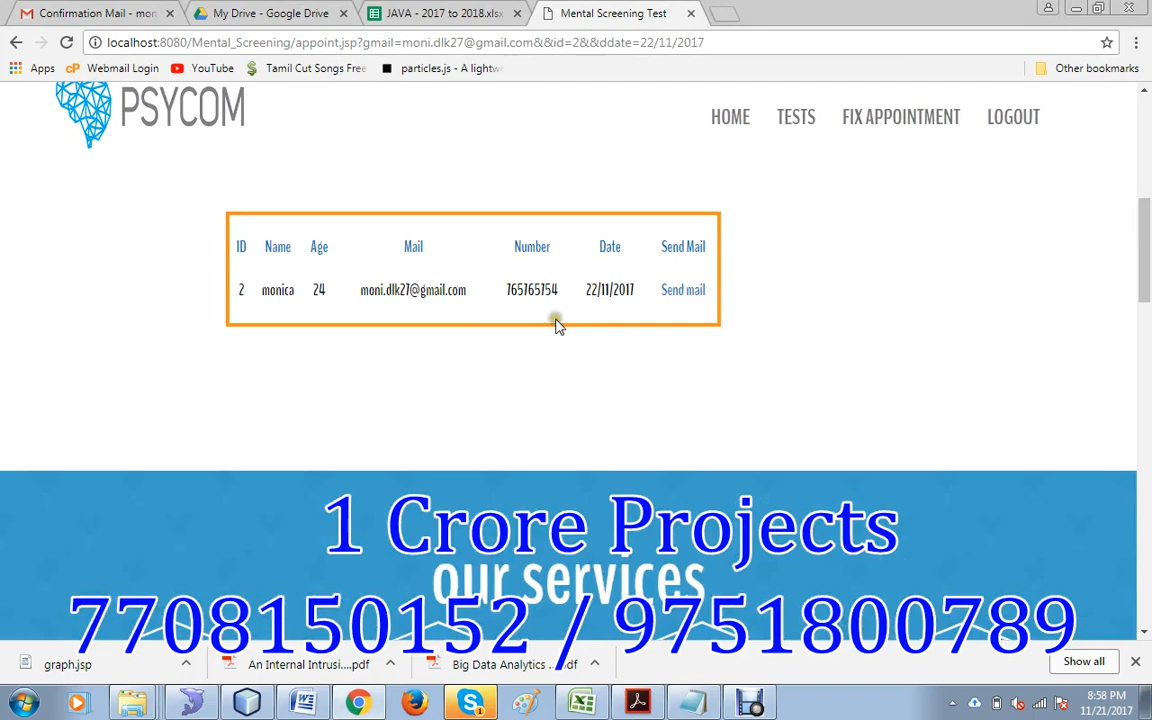 Confirmation Mail - mon
My Drive - Google Drive
JAVA - 2017 to 2018.xlsx
Mental Screening Test
localhost:8080/Mental_Screening/appoint.jsp?gmail=moni.dlk27@gmail.com&&id=2&&ddate=22/11/2017
Apps
cP Webmail Login
YouTube
Tamil Cut Songs Free
particles.js - A lightw
Other bookmarks
PSYCOM
HOME TESTS FIX APPOINTMENT LOGOUT
ID Name Age Mail Number Date Send Mail
2 monica 24 moni.dlk27@gmail.com 765765754 22/11/2017 Send mail
1 Crore Projects
our services
7708150152 / 9751800789
graph.jsp
An Internal Intrusi....pdf
Big Data Analytics ...df
Show all
8:58 PM
11/21/2017